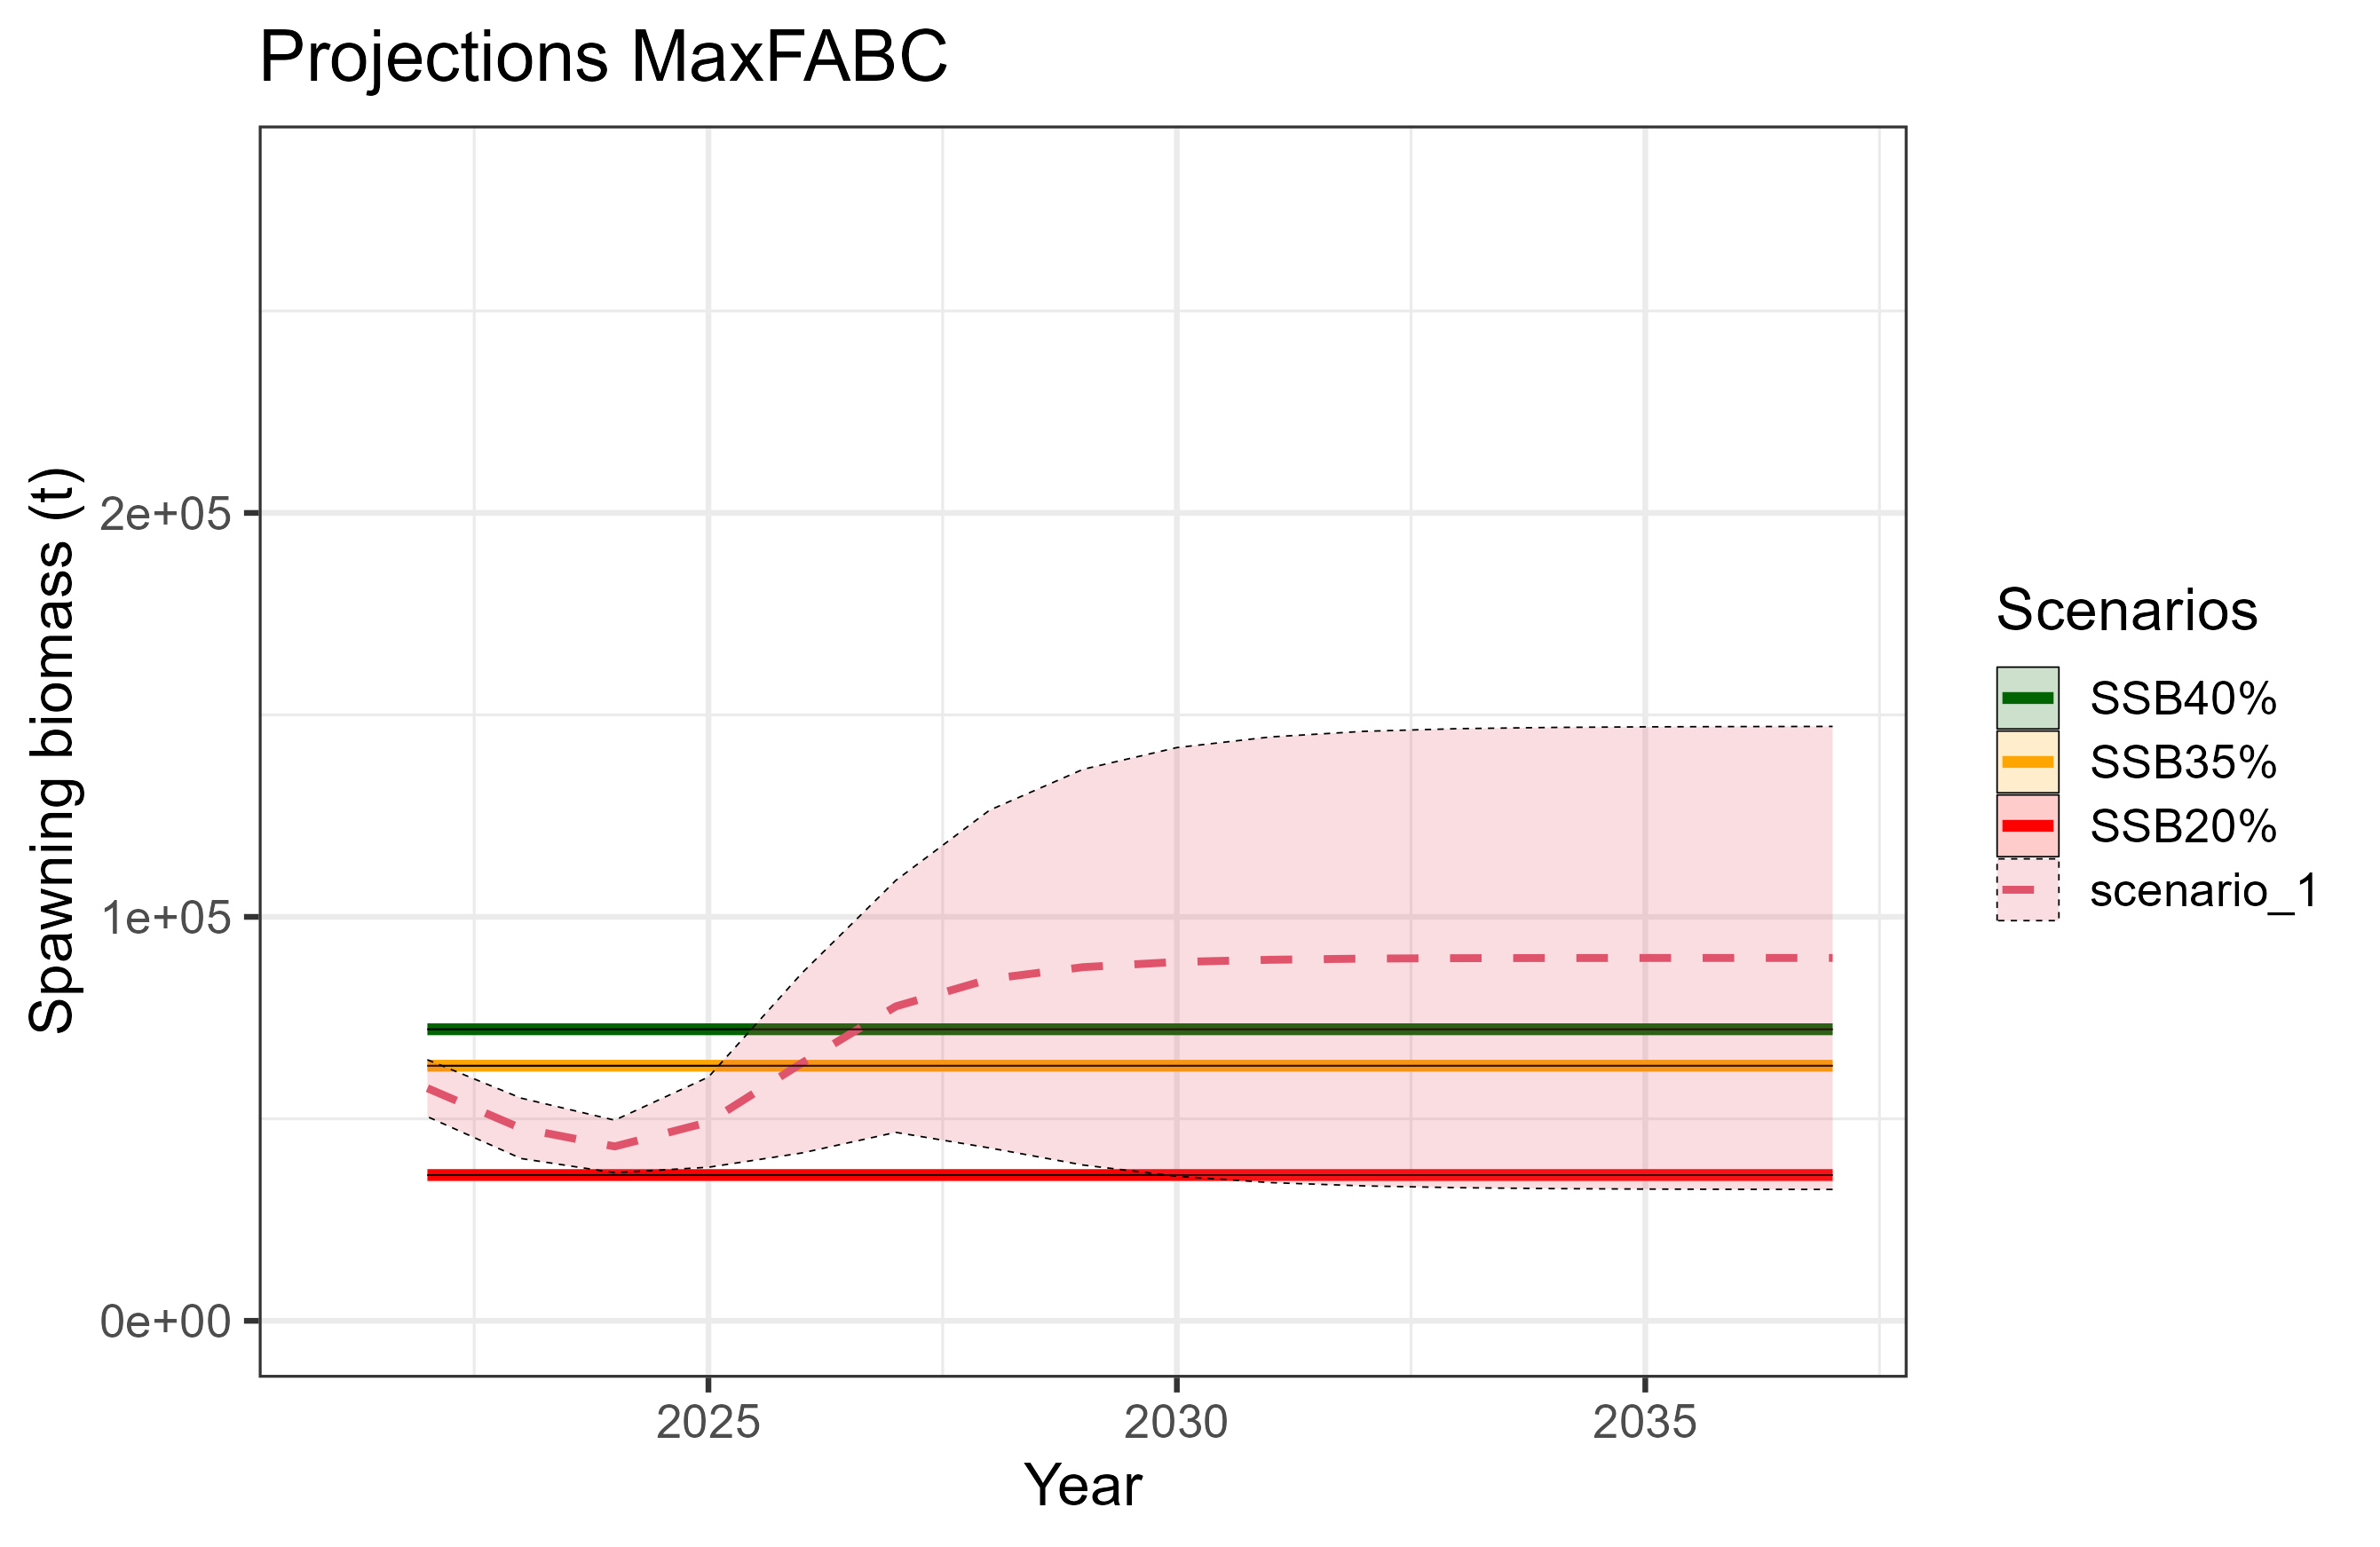 Projections MaxFABC
Spawning biomass (t)
2e+05
1e+05
0e+00
2025
2030
2035
Year
Scenarios
SSB40%
SSB35%
SSB20%
scenario_1